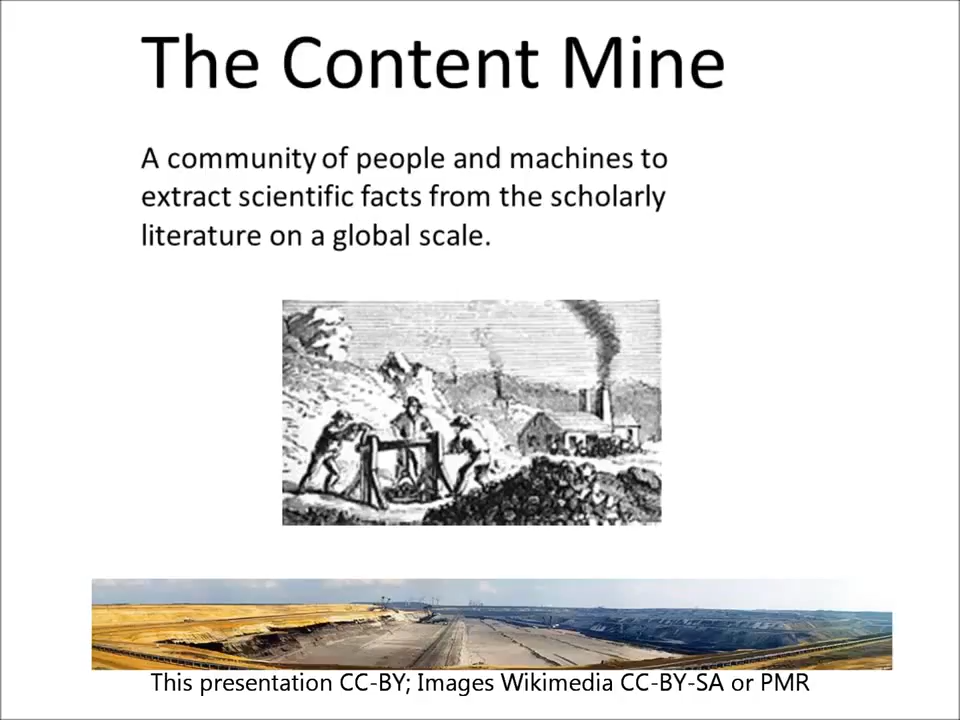 The Content Mine
A community of people and machines to
extract scientific facts from the scholarly
literature on a global scale.
This presentation CC-BY; Images Wikimedia CC-BY-SA or PMR